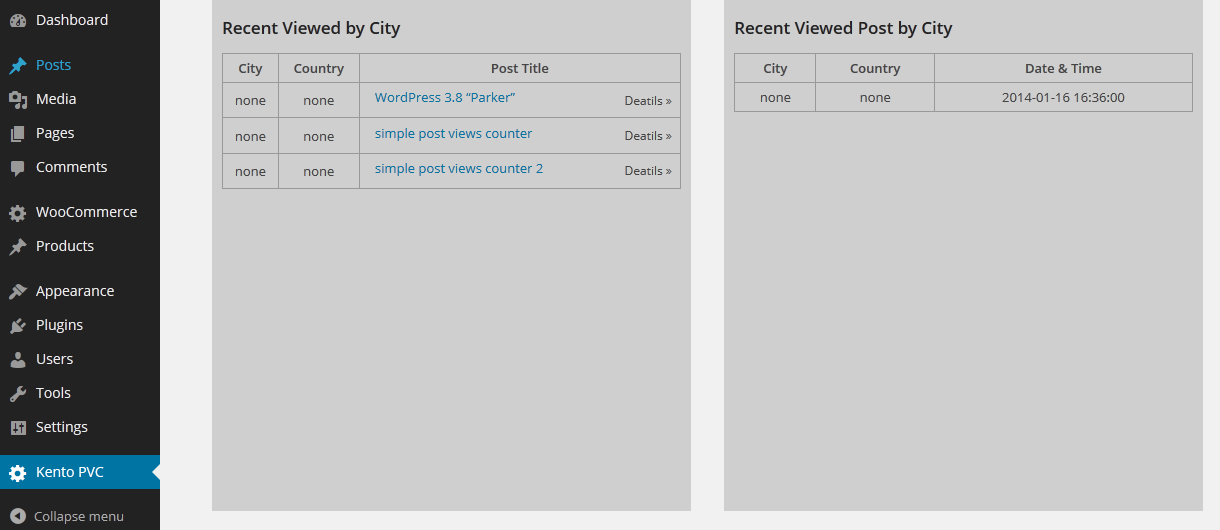 Dashboard
Posts
Media
Pages
Comments
WooCommerce
Products
Appearance
Plugins
Users
Tools
Settings
Kento PVC
Collapse menu
Recent Viewed by City
City Country Post Title
none none WordPress 3.8 “Parker” Deatils »
none none simple post views counter Deatils »
none none simple post views counter 2 Deatils »
Recent Viewed Post by City
City Country Date & Time
none none 2014-01-16 16:36:00